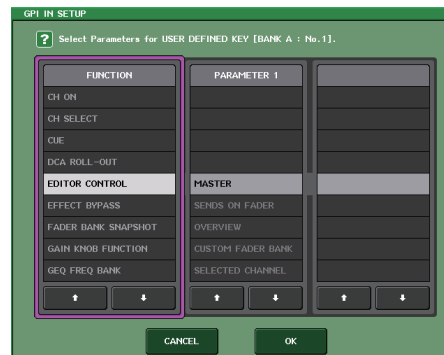 GPI IN SETUP
? Select Parameters for USER DEFINED KEY [BANK A : No.1].
FUNCTION
CH ON
CH SELECT
CUE
DCA ROLL-OUT
EDITOR CONTROL
EFFECT BYPASS
FADER BANK SNAPSHOT
GAIN KNOB FUNCTION
GEQ FREQ BANK
PARAMETER 1
MASTER
SENDS ON FADER
OVERVIEW
CUSTOM FADER BANK
SELECTED CHANNEL
CANCEL
OK